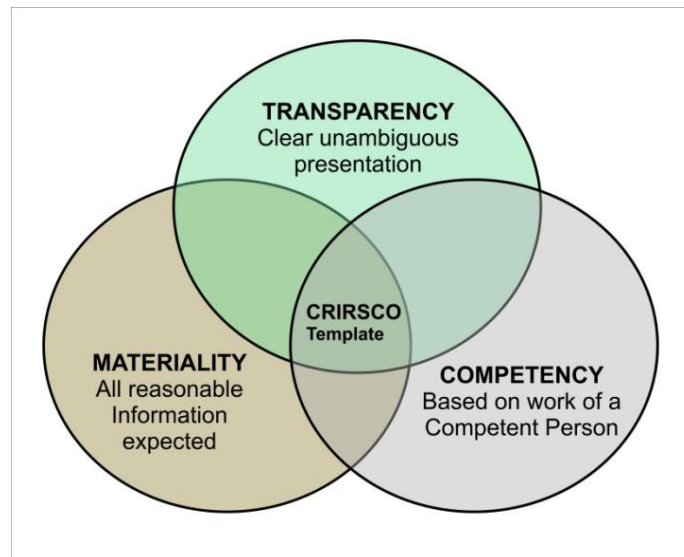 TRANSPARENCY
Clear unambiguous
presentation
CRIRSCO
Template
MATERIALITY
All reasonable
Information
expected
COMPETENCY
Based on work of a
Competent Person